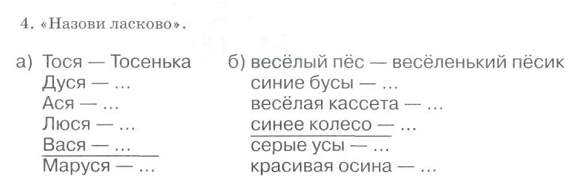 4. «Назови ласково».
а) Тося — Тосенька
Дуся — ...
Ася — ...
Люся — ...
Вася — ...
Маруся — ...
б) весёлый пёс — весёленький пёсик
синие бусы — ...
весёлая кассета — ...
синее колесо — ...
серые усы — ...
красивая осина — ...